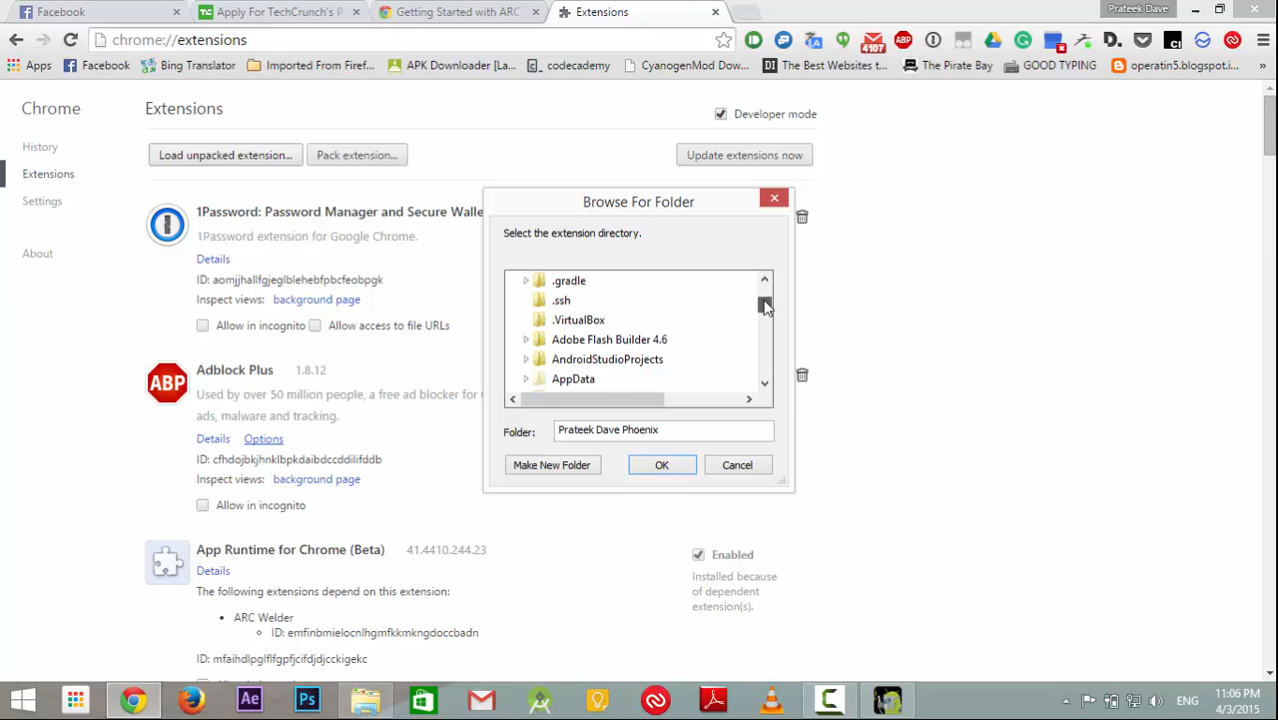 Facebook
Apply For TechCrunch's P
Getting Started with ARC
Extensions
Prateek Dave
chrome://extensions
4107
ABP
Apps
Facebook
Bing Translator
Imported From Firef...
APK Downloader [La...
codecademy
CyanogenMod Dow...
DI
The Best Websites t...
The Pirate Bay
GOOD TYPING
operatin5.blogspot.i...
Chrome
History
Extensions
Settings
About
Extensions
Developer mode
Load unpacked extension...
Pack extension...
Update extensions now
1Password: Password Manager and Secure Walle
1Password extension for Google Chrome.
Details
ID: aomjjhallfgjeglblehebfpbcfeobpgk
Inspect views: background page
Allow in incognito
Allow access to file URLs
ABP
Adblock Plus 1.8.12
Used by over 50 million people, a free ad blocker for C
ads, malware and tracking.
Details
Options
ID: cfhdojbkjhnklbpkdaibdccddilifddb
Inspect views: background page
Allow in incognito
App Runtime for Chrome (Beta) 41.4410.244.23
Details
The following extensions depend on this extension:
ARC Welder
ID: emfinbmielocnlhgmfkkmkngdoccbadn
ID: mfaihdlpglflfgpfjcifdjdjcckigekc
Enabled
Installed because
of dependent
extension(s).
Browse For Folder
Select the extension directory.
.gradle
.ssh
.VirtualBox
Adobe Flash Builder 4.6
AndroidStudioProjects
AppData
Folder:
Prateek Dave Phoenix
Make New Folder
OK
Cancel
Ae
Ps
ENG
11:06 PM
4/3/2015